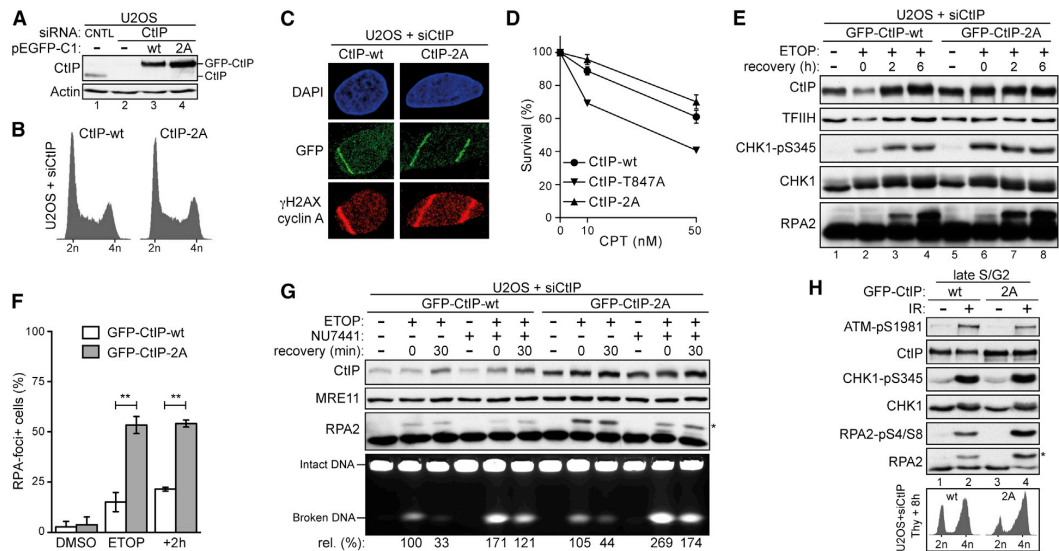 A
U2OS
siRNA: CNTL CtIP
pEGFP-C1: – – wt 2A
CtIP
GFP-CtIP
CtIP
Actin
1 2 3 4
B
CtIP-wt CtIP-2A
U2OS + siCtIP
2n 4n 2n 4n
C
U2OS + siCtIP
CtIP-wt CtIP-2A
DAPI
GFP
γH2AX
cyclin A
D
Survival (%)
100
80
60
40
20
0
0 10 50
CPT (nM)
CtIP-wt
CtIP-T847A
CtIP-2A
E
U2OS + siCtIP
GFP-CtIP-wt GFP-CtIP-2A
ETOP: – + + + – + + +
recovery (h): – 0 2 6 – 0 2 6
CtIP
TFIIH
CHK1-pS345
CHK1
RPA2
1 2 3 4 5 6 7 8
F
RPA-foci+ cells (%)
100
75
50
25
0
GFP-CtIP-wt
GFP-CtIP-2A
** **
DMSO ETOP +2h
G
U2OS + siCtIP
GFP-CtIP-wt GFP-CtIP-2A
ETOP: – + + – + + – + + – + +
NU7441: – – – + + + – – – + + +
recovery (min): – 0 30 – 0 30 – 0 30 – 0 30
CtIP
MRE11
RPA2
*
Intact DNA
Broken DNA
rel. (%) 100 33 171 121 105 44 269 174
H
late S/G2
GFP-CtIP: wt 2A
IR: – + – +
ATM-pS1981
CtIP
CHK1-pS345
CHK1
RPA2-pS4/S8
RPA2
*
1 2 3 4
U2OS+siCtIP
Thy + 8h
wt 2A
2n 4n 2n 4n